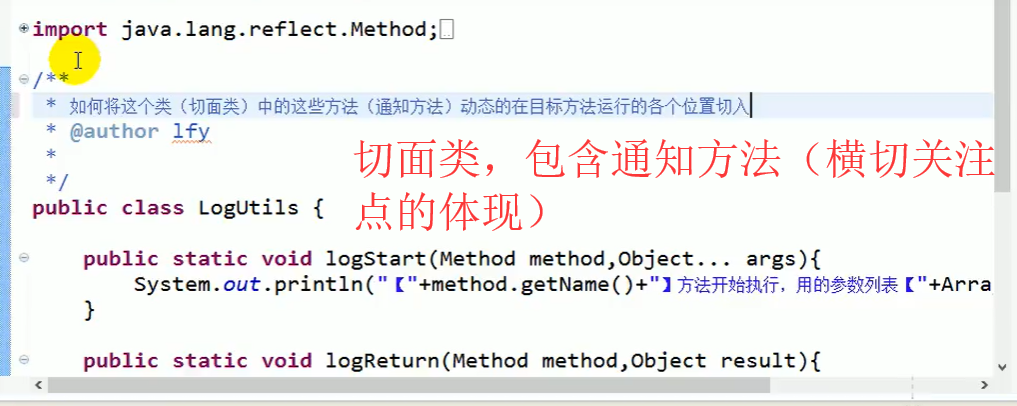 import java.lang.reflect.Method;
/**
* 如何将这个类（切面类）中的这些方法（通知方法）动态的在目标方法运行的各个位置切入
* @author lfy
*
*/
切面类，包含通知方法（横切关注
点的体现）
public class LogUtils {
public static void logStart(Method method,Object... args){
System.out.println("【"+method.getName()+"】方法开始执行，用的参数列表【"+Arra
}
public static void logReturn(Method method,Object result){